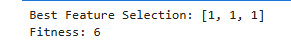 Best Feature Selection: [1, 1, 1]
Fitness: 6